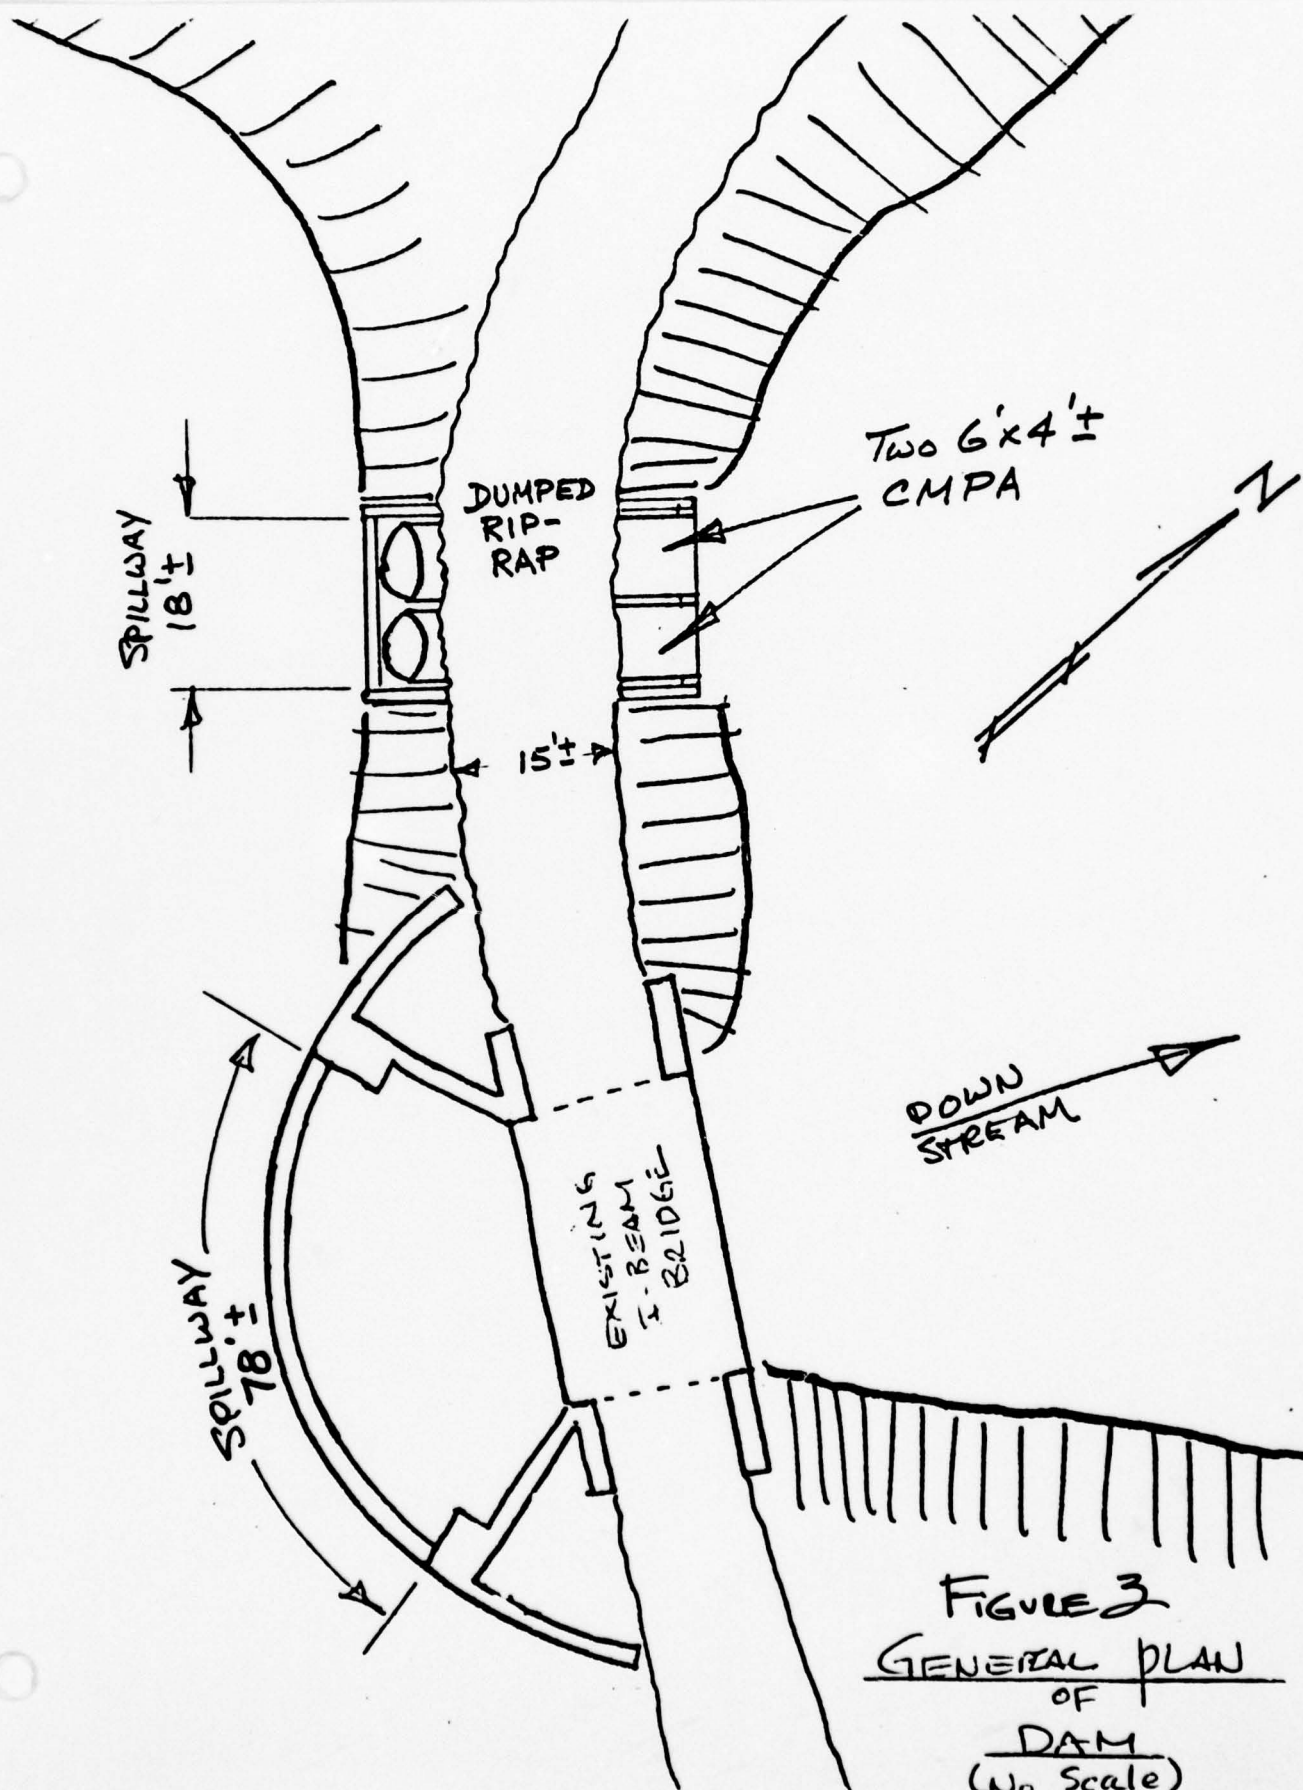 Two 6'x4'±
CMPA
DUMPED
RIP-
RAP
SPILLWAY
18'±
N
15'±
DOWN
STREAM
EXISTING
I-BEAM
BRIDGE
SPILLWAY
78'±
FIGURE 3
GENERAL PLAN
OF
DAM
(No Scale)